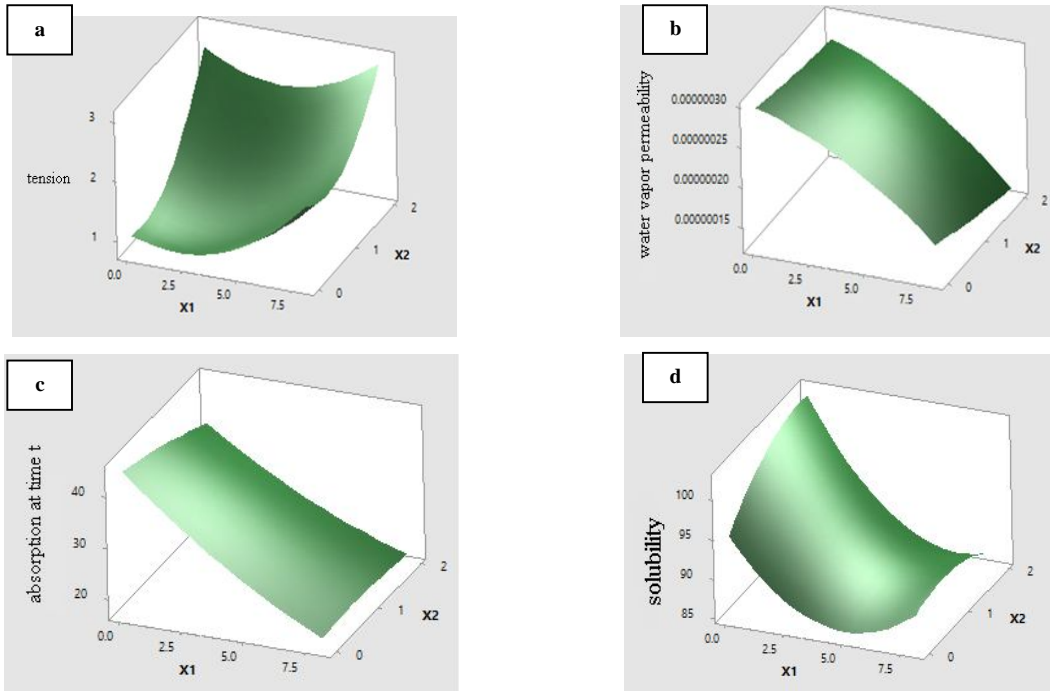 a
3
2
1
tension
0.0
2.5
5.0
7.5
X1
0
1
2
X2
b
0.00000030
0.00000025
0.00000020
0.00000015
water vapor permeability
0.0
2.5
5.0
7.5
X1
0
1
2
X2
c
40
30
20
absorption at time t
0.0
2.5
5.0
7.5
X1
0
1
2
X2
d
100
95
90
85
solubility
0.0
2.5
5.0
7.5
X1
0
1
2
X2